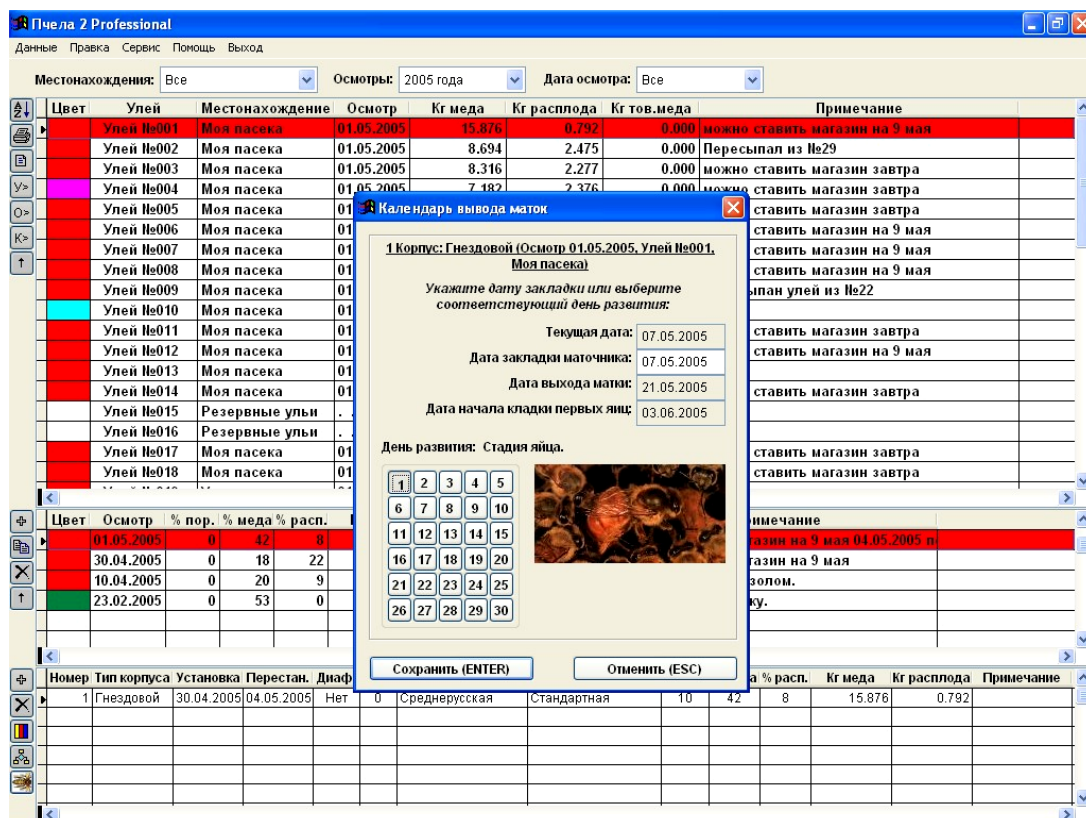 Пчела 2 Professional
Данные Правка Сервис Помощь Выход
Местонахождения: Все Осмотры: 2005 года Дата осмотра: Все
Цвет Улей Местонахождение Осмотр Кг меда Кг расплода Кг тов.меда Примечание
Улей №001 Моя пасека 01.05.2005 15.876 0.792 0.000 можно ставить магазин на 9 мая
Улей №002 Моя пасека 01.05.2005 8.694 2.475 0.000 Пересыпал из №29
Улей №003 Моя пасека 01.05.2005 8.316 2.277 0.000 можно ставить магазин завтра
Улей №004 Моя пасека 01.05.2005 7.182 2.376 0.000 можно ставить магазин завтра
Улей №005 Моя пасека 01 ставить магазин завтра
Улей №006 Моя пасека 01 ставить магазин на 9 мая
Улей №007 Моя пасека 01 ставить магазин на 9 мая
Улей №008 Моя пасека 01 ставить магазин на 9 мая
Улей №009 Моя пасека 01 ыпан улей из №22
Улей №010 Моя пасека 01
Улей №011 Моя пасека 01 ставить магазин завтра
Улей №012 Моя пасека 01 ставить магазин на 9 мая
Улей №013 Моя пасека 01
Улей №014 Моя пасека 01 ставить магазин завтра
Улей №015 Резервные ульи . .
Улей №016 Резервные ульи . .
Улей №017 Моя пасека 01 ставить магазин завтра
Улей №018 Моя пасека 01 ставить магазин завтра
Календарь вывода маток
1 Корпус: Гнездовой (Осмотр 01.05.2005, Улей №001,
Моя пасека)
Укажите дату закладки или выберите
соответствующий день развития:
Текущая дата: 07.05.2005
Дата закладки маточника: 07.05.2005
Дата выхода матки: 21.05.2005
Дата начала кладки первых яиц: 03.06.2005
День развития: Стадия яйца.
1 2 3 4 5
6 7 8 9 10
11 12 13 14 15
16 17 18 19 20
21 22 23 24 25
26 27 28 29 30
Сохранить (ENTER) Отменить (ESC)
Цвет Осмотр % пор. % меда % расп. имечание
01.05.2005 0 42 8 азин на 9 мая 04.05.2005 п
30.04.2005 0 18 22 азин на 9 мая
10.04.2005 0 20 9 золом.
23.02.2005 0 53 0 ку.
Номер Тип корпуса Установка Перестан. Диаф а % расп. Кг меда Кг расплода Примечание
1 Гнездовой 30.04.2005 04.05.2005 Нет 0 Среднерусская Стандартная 10 42 8 15.876 0.792